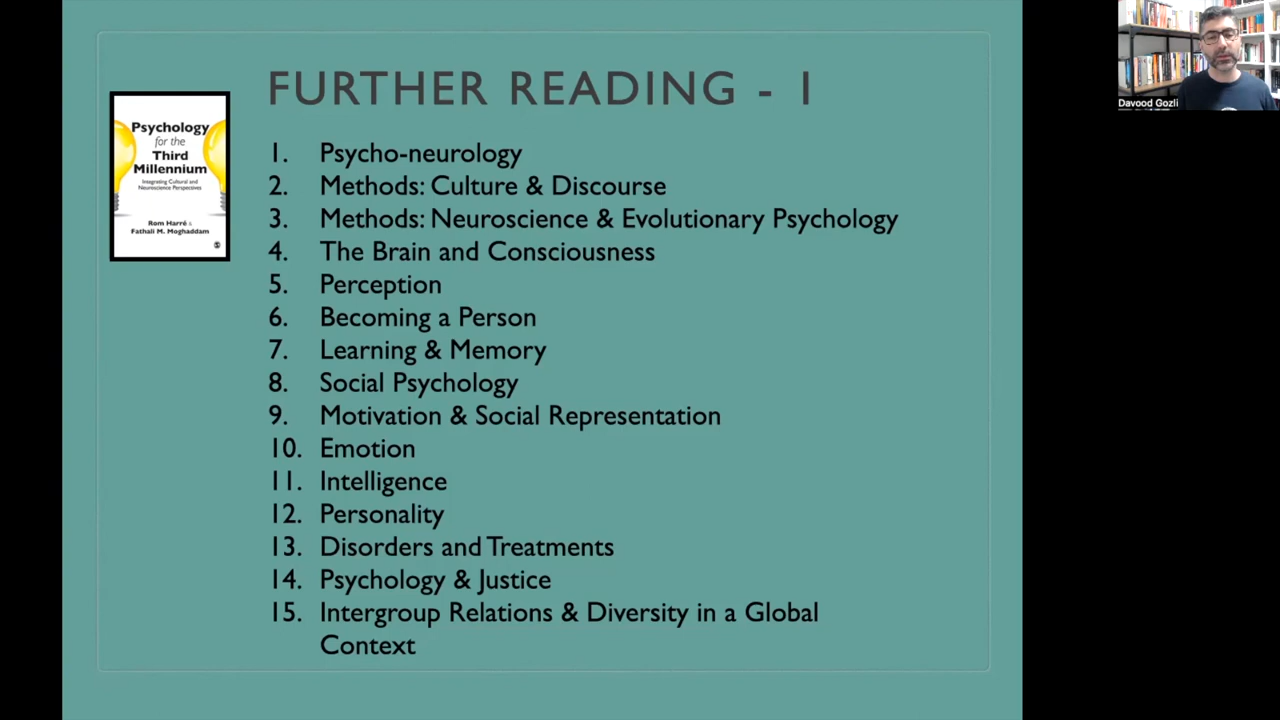 FURTHER READING - 1
Psychology
for the
Third
Millennium
Integrating Cultural and
Neuroscience Perspectives
Rom Harré &
Fathali M. Moghaddam
1. Psycho-neurology
2. Methods: Culture & Discourse
3. Methods: Neuroscience & Evolutionary Psychology
4. The Brain and Consciousness
5. Perception
6. Becoming a Person
7. Learning & Memory
8. Social Psychology
9. Motivation & Social Representation
10. Emotion
11. Intelligence
12. Personality
13. Disorders and Treatments
14. Psychology & Justice
15. Intergroup Relations & Diversity in a Global
Context
Davood Gozli